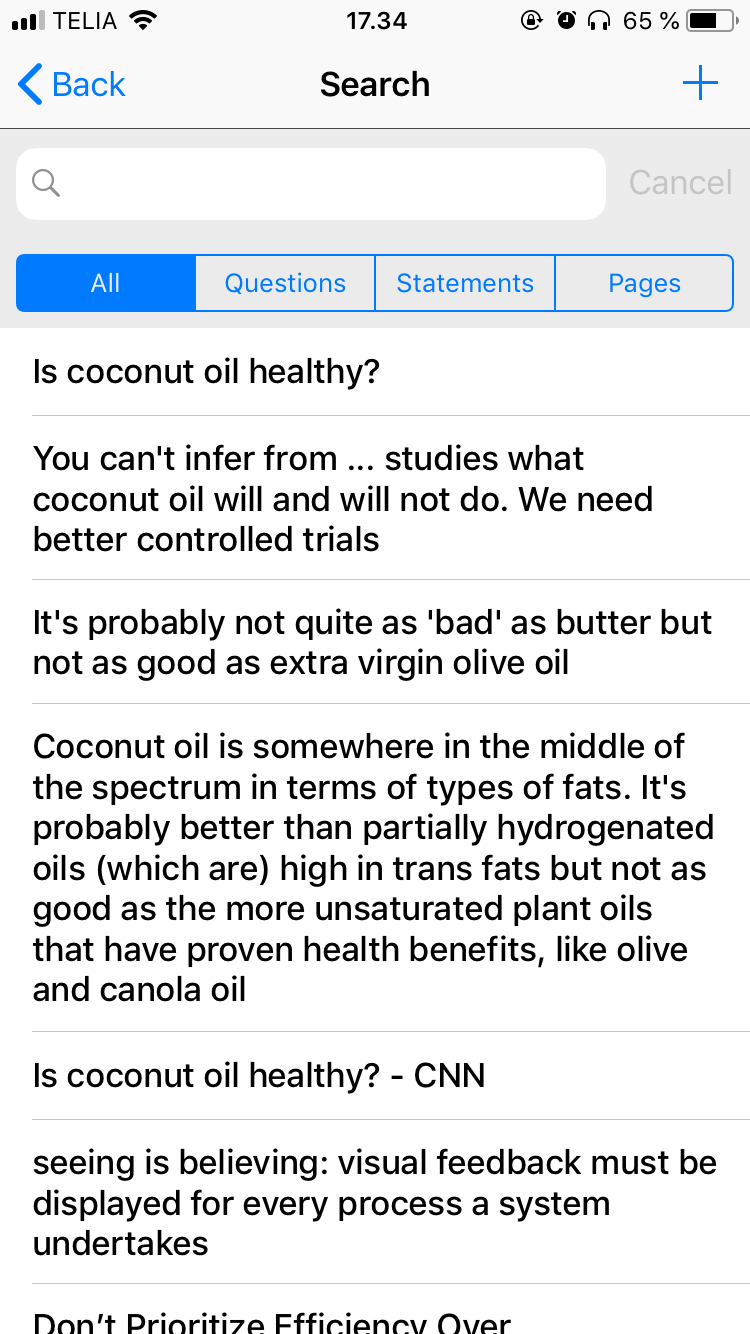 TELIA 17.34 65 %
Back Search
Cancel
All Questions Statements Pages
Is coconut oil healthy?
You can't infer from ... studies what
coconut oil will and will not do. We need
better controlled trials
It's probably not quite as 'bad' as butter but
not as good as extra virgin olive oil
Coconut oil is somewhere in the middle of
the spectrum in terms of types of fats. It's
probably better than partially hydrogenated
oils (which are) high in trans fats but not as
good as the more unsaturated plant oils
that have proven health benefits, like olive
and canola oil
Is coconut oil healthy? - CNN
seeing is believing: visual feedback must be
displayed for every process a system
undertakes
Don’t Prioritize Efficiency Over